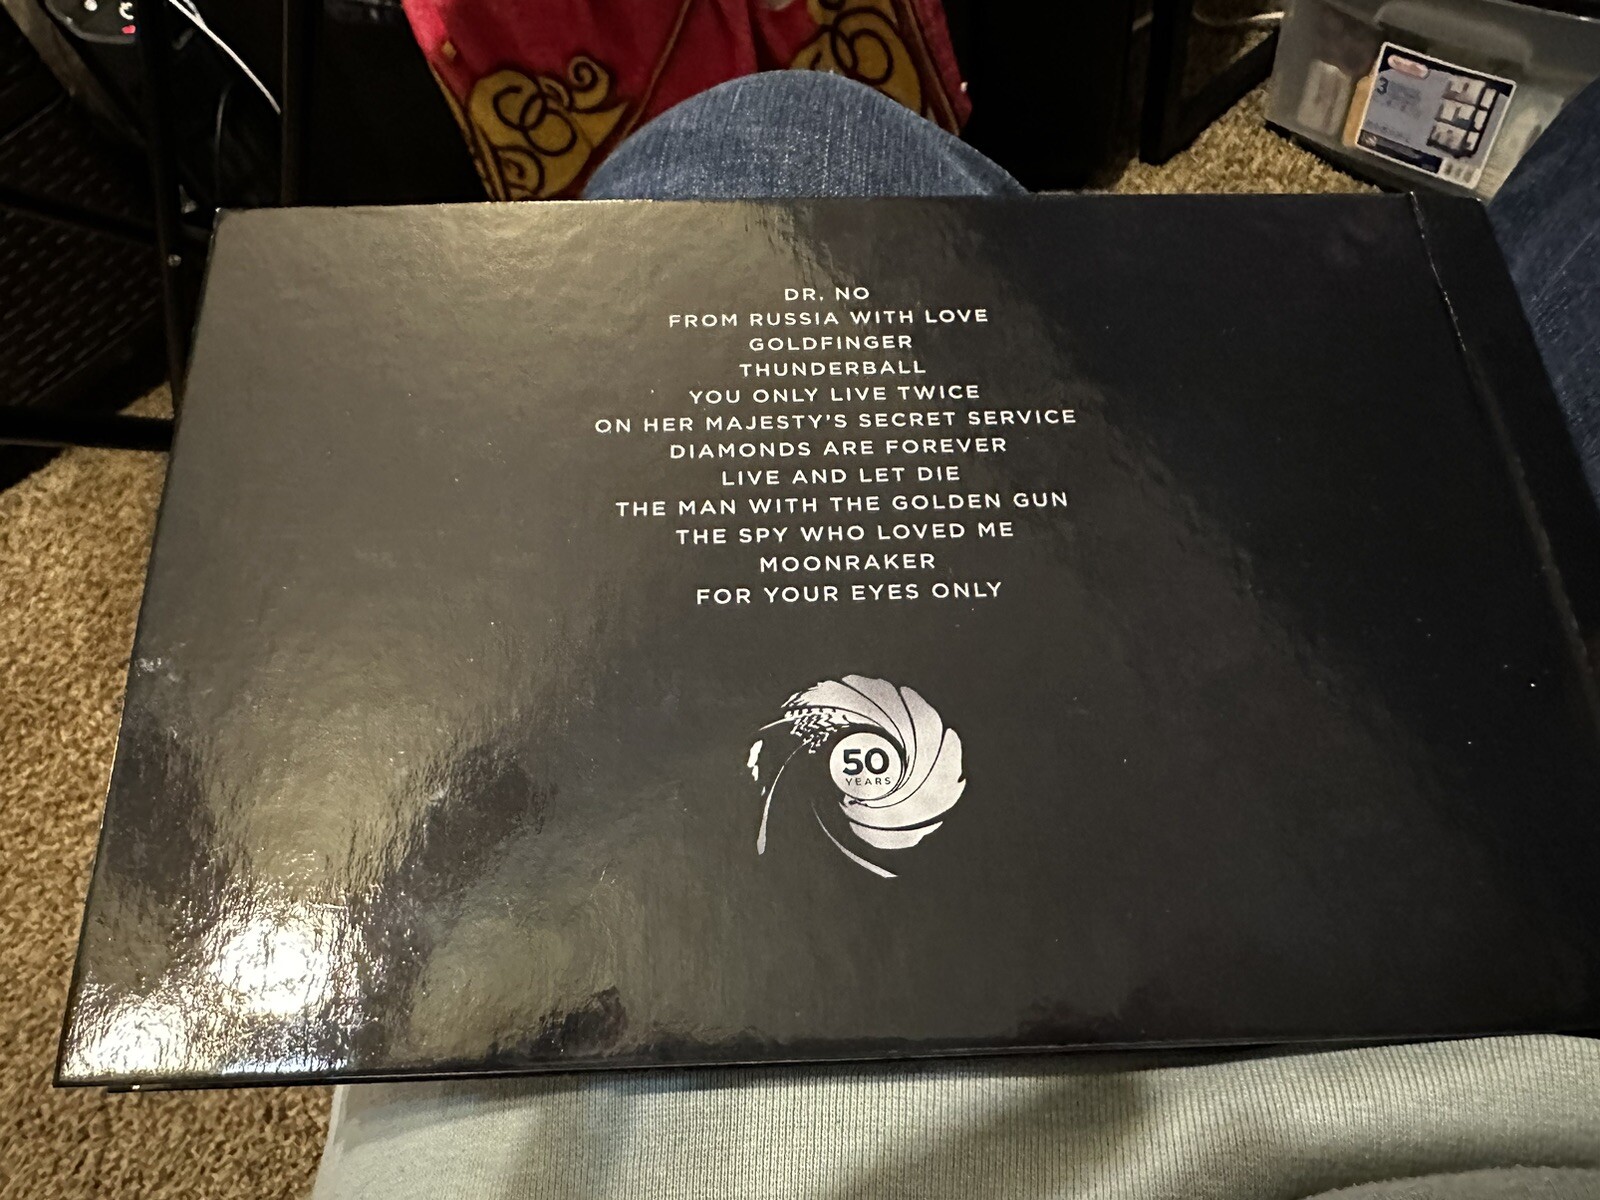 DR. NO
FROM RUSSIA WITH LOVE
GOLDFINGER
THUNDERBALL
YOU ONLY LIVE TWICE
ON HER MAJESTY'S SECRET SERVICE
DIAMONDS ARE FOREVER
LIVE AND LET DIE
THE MAN WITH THE GOLDEN GUN
THE SPY WHO LOVED ME
MOONRAKER
FOR YOUR EYES ONLY
50
YEARS
3